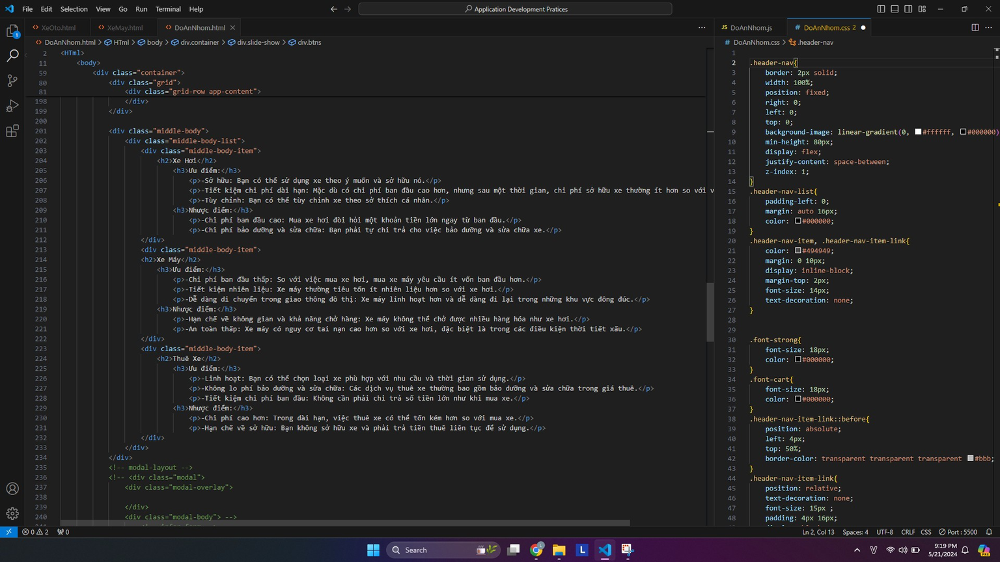 File Edit Selection View Go Run Terminal Help
Application Development Pratices
XeOto.html
XeMay.html
DoAnNhom.html
DoAnNhom.html > HTml > body > div.container > div.slide-show > div.btns
2 <HTml>
11 <body>
59 <div class="container">
80 <div class="grid">
81 <div class="grid-row app-content">
198 </div>
199 </div>
200
201 <div class="middle-body">
202 <div class="middle-body-list">
203 <div class="middle-body-item">
204 <h2>Xe Hơi</h2>
205 <h3>Ưu điểm:</h3>
206 <p>-Sở hữu: Bạn có thể sử dụng xe theo ý muốn và sở hữu nó.</p>
207 <p>-Tiết kiệm chi phí dài hạn: Mặc dù có chi phí ban đầu cao hơn, nhưng sau một thời gian, chi phí sở hữu xe thường ít hơn so với v
208 <p>-Tùy chỉnh: Bạn có thể tùy chỉnh xe theo sở thích cá nhân.</p>
209 <h3>Nhược điểm:</h3>
210 <p>-Chi phí ban đầu cao: Mua xe hơi đòi hỏi một khoản tiền lớn ngay từ ban đầu.</p>
211 <p>-Chi phí bảo dưỡng và sửa chữa: Bạn phải tự chi trả cho việc bảo dưỡng và sửa chữa xe.</p>
212 </div>
213 <div class="middle-body-item">
214 <h2>Xe Máy</h2>
215 <h3>Ưu điểm:</h3>
216 <p>-Chi phí ban đầu thấp: So với việc mua xe hơi, mua xe máy yêu cầu ít vốn ban đầu hơn.</p>
217 <p>-Tiết kiệm nhiên liệu: Xe máy thường tiêu tốn ít nhiên liệu hơn so với xe hơi.</p>
218 <p>-Dễ dàng di chuyển trong giao thông đô thị: Xe máy linh hoạt hơn và dễ dàng đi lại trong những khu vực đông đúc.</p>
219 <h3>Nhược điểm:</h3>
220 <p>-Hạn chế về không gian và khả năng chở hàng: Xe máy không thể chở được nhiều hàng hóa như xe hơi.</p>
221 <p>-An toàn thấp: Xe máy có nguy cơ tai nạn cao hơn so với xe hơi, đặc biệt là trong các điều kiện thời tiết xấu.</p>
222 </div>
223 <div class="middle-body-item">
224 <h2>Thuê Xe</h2>
225 <h3>Ưu điểm:</h3>
226 <p>-Linh hoạt: Bạn có thể chọn loại xe phù hợp với nhu cầu và thời gian sử dụng.</p>
227 <p>-Không lo phí bảo dưỡng và sửa chữa: Các dịch vụ thuê xe thường bao gồm bảo dưỡng và sửa chữa trong giá thuê.</p>
228 <p>-Tiết kiệm chi phí ban đầu: Không cần phải chi trả số tiền lớn như khi mua xe.</p>
229 <h3>Nhược điểm:</h3>
230 <p>-Chi phí cao hơn: Trong dài hạn, việc thuê xe có thể tốn kém hơn so với mua xe.</p>
231 <p>-Hạn chế về sở hữu: Bạn không sở hữu xe và phải trả tiền thuê liên tục để sử dụng.</p>
232 </div>
233 </div>
234 </div>
235 <!-- modal-layout -->
236 <!-- <div class="modal">
237 <div class="modal-overlay">
238
239 </div>
240 <div class="modal-body"> -->
JS DoAnNhom.js
# DoAnNhom.css 2
# DoAnNhom.css > .header-nav
1
2 .header-nav{
3 border: 2px solid;
4 width: 100%;
5 position: fixed;
6 right: 0;
7 left: 0;
8 top: 0;
9 background-image: linear-gradient(0, #ffffff, #000000)
10 min-height: 80px;
11 display: flex;
12 justify-content: space-between;
13 z-index: 1;
14 }
15 .header-nav-list{
16 padding-left: 0;
17 margin: auto 16px;
18 color: #000000;
19 }
20 .header-nav-item, .header-nav-item-link{
21 color: #494949;
22 margin: 0 10px;
23 display: inline-block;
24 margin-top: 2px;
25 font-size: 14px;
26 text-decoration: none;
27 }
28
29
30 .font-strong{
31 font-size: 18px;
32 color: #000000;
33 }
34 .font-cart{
35 font-size: 18px;
36 color: #000000;
37 }
38 .header-nav-item-link::before{
39 position: absolute;
40 left: 4px;
41 top: 50%;
42 border-color: transparent transparent transparent #bbb;
43 }
44 .header-nav-item-link{
45 position: relative;
46 text-decoration: none;
47 font-size: 15px ;
48 padding: 4px 16px;
0 2 0
Ln 2, Col 13 Spaces: 4 UTF-8 CRLF CSS Port : 5500
Search
9:19 PM
5/21/2024